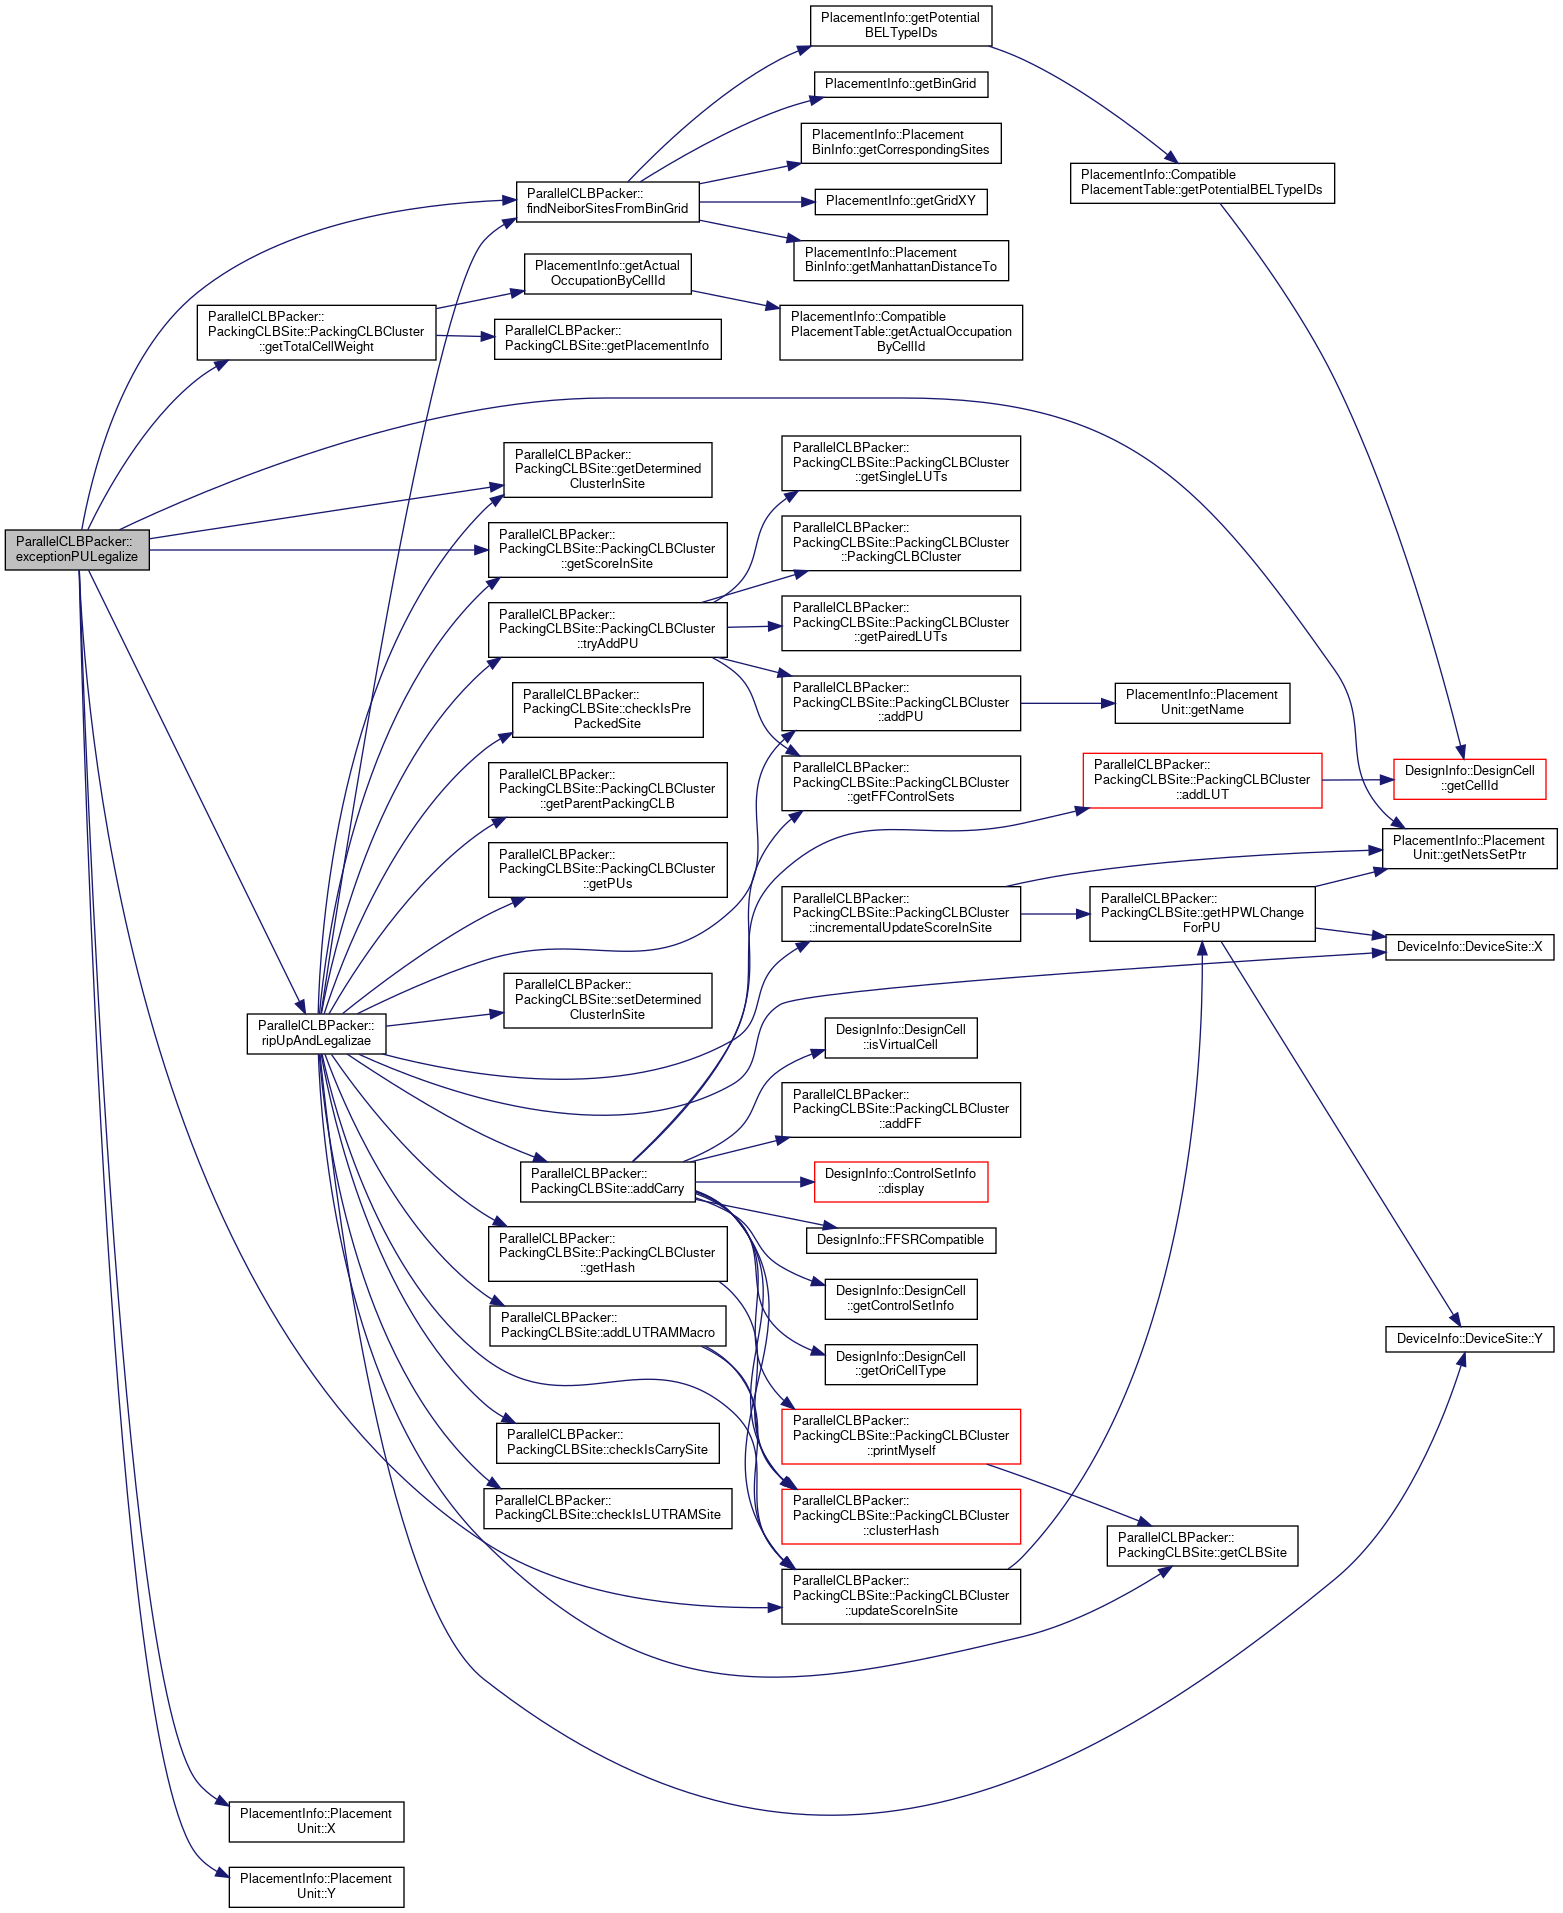 ParallelCLBPacker::
exceptionPULegalize
ParallelCLBPacker::
findNeiborSitesFromBinGrid
ParallelCLBPacker::
PackingCLBSite::PackingCLBCluster
::getTotalCellWeight
ParallelCLBPacker::
ripUpAndLegalizae
PlacementInfo::Placement
Unit::X
PlacementInfo::Placement
Unit::Y
PlacementInfo::getActual
OccupationByCellId
ParallelCLBPacker::
PackingCLBSite::getPlacementInfo
ParallelCLBPacker::
PackingCLBSite::getDetermined
ClusterInSite
ParallelCLBPacker::
PackingCLBSite::PackingCLBCluster
::getScoreInSite
ParallelCLBPacker::
PackingCLBSite::PackingCLBCluster
::tryAddPU
ParallelCLBPacker::
PackingCLBSite::checkIsPre
PackedSite
ParallelCLBPacker::
PackingCLBSite::PackingCLBCluster
::getParentPackingCLB
ParallelCLBPacker::
PackingCLBSite::PackingCLBCluster
::getPUs
ParallelCLBPacker::
PackingCLBSite::setDetermined
ClusterInSite
ParallelCLBPacker::
PackingCLBSite::addCarry
ParallelCLBPacker::
PackingCLBSite::PackingCLBCluster
::getHash
ParallelCLBPacker::
PackingCLBSite::addLUTRAMMacro
ParallelCLBPacker::
PackingCLBSite::checkIsCarrySite
ParallelCLBPacker::
PackingCLBSite::checkIsLUTRAMSite
PlacementInfo::getPotential
BELTypeIDs
PlacementInfo::getBinGrid
PlacementInfo::Placement
BinInfo::getCorrespondingSites
PlacementInfo::getGridXY
PlacementInfo::Placement
BinInfo::getManhattanDistanceTo
PlacementInfo::Compatible
PlacementTable::getActualOccupation
ByCellId
ParallelCLBPacker::
PackingCLBSite::PackingCLBCluster
::getSingleLUTs
ParallelCLBPacker::
PackingCLBSite::PackingCLBCluster
::PackingCLBCluster
ParallelCLBPacker::
PackingCLBSite::PackingCLBCluster
::getPairedLUTs
ParallelCLBPacker::
PackingCLBSite::PackingCLBCluster
::addPU
ParallelCLBPacker::
PackingCLBSite::PackingCLBCluster
::getFFControlSets
ParallelCLBPacker::
PackingCLBSite::PackingCLBCluster
::incrementalUpdateScoreInSite
DesignInfo::DesignCell
::isVirtualCell
ParallelCLBPacker::
PackingCLBSite::PackingCLBCluster
::addFF
DesignInfo::ControlSetInfo
::display
DesignInfo::FFSRCompatible
DesignInfo::DesignCell
::getControlSetInfo
DesignInfo::DesignCell
::getOriCellType
ParallelCLBPacker::
PackingCLBSite::PackingCLBCluster
::printMyself
ParallelCLBPacker::
PackingCLBSite::PackingCLBCluster
::clusterHash
ParallelCLBPacker::
PackingCLBSite::PackingCLBCluster
::updateScoreInSite
PlacementInfo::Compatible
PlacementTable::getPotentialBELTypeIDs
PlacementInfo::Placement
Unit::getName
ParallelCLBPacker::
PackingCLBSite::PackingCLBCluster
::addLUT
ParallelCLBPacker::
PackingCLBSite::getHPWLChange
ForPU
ParallelCLBPacker::
PackingCLBSite::getCLBSite
DesignInfo::DesignCell
::getCellId
PlacementInfo::Placement
Unit::getNetsSetPtr
DeviceInfo::DeviceSite::X
DeviceInfo::DeviceSite::Y